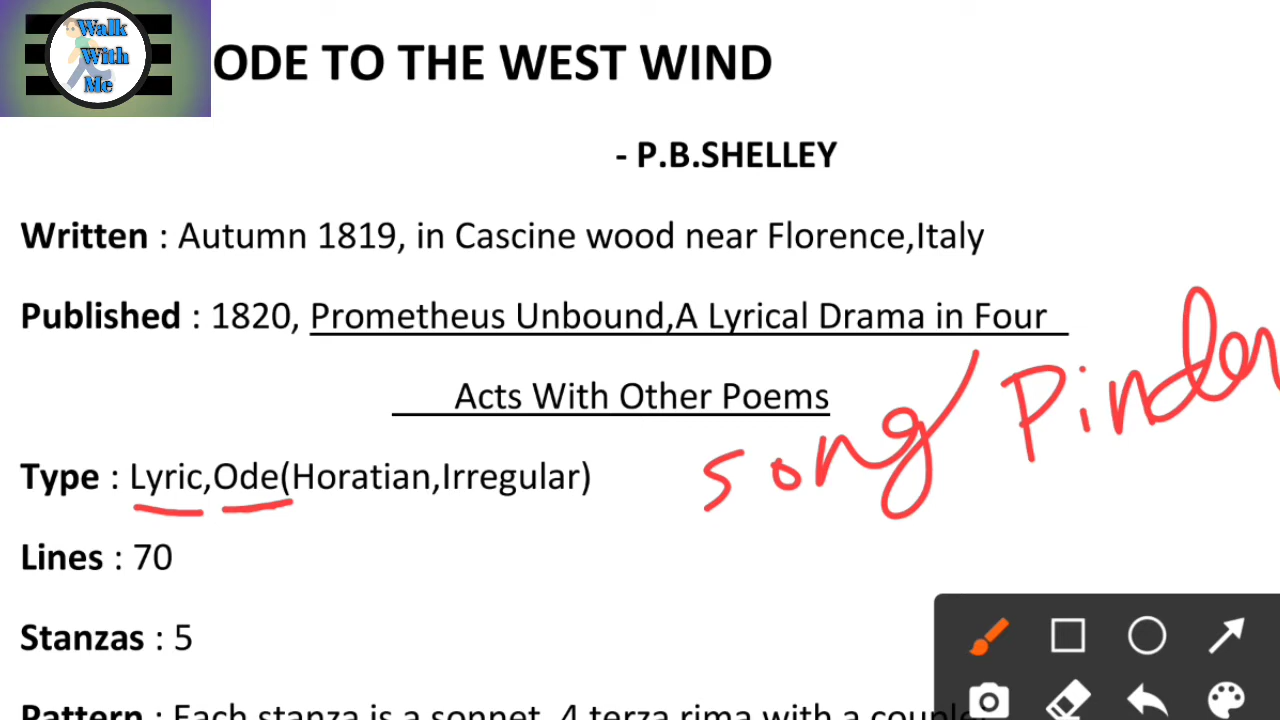 Walk
With
Me
ODE TO THE WEST WIND
- P.B.SHELLEY
Written : Autumn 1819, in Cascine wood near Florence,Italy
Published : 1820, Prometheus Unbound,A Lyrical Drama in Four
Acts With Other Poems
song Pinder
Type : Lyric,Ode(Horatian,Irregular)
Lines : 70
Stanzas : 5
Pattern : Each stanza is a sonnet, 4 terza rima with a couple